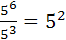 5⁶/5³ = 5²